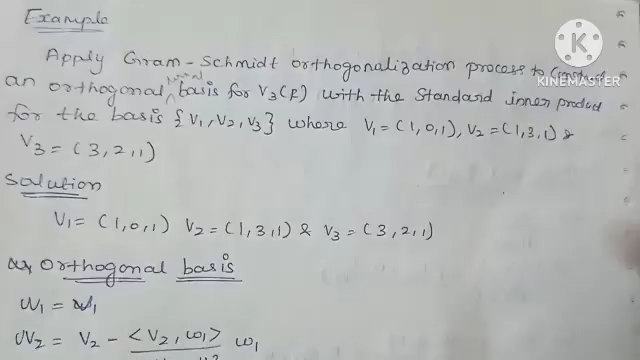 Example
Apply Gram-Schmidt orthogonalization process to
an orthogonal basis for V₃(F) with the standard inner product
for the basis {V₁, V₂, V₃} where V₁ = (1,0,1), V₂ = (1,3,1) &
V₃ = (3,2,1)
Solution
V₁ = (1,0,1) V₂ = (1,3,1) & V₃ = (3,2,1)
orthogonal basis
W₁ = V₁
W₂ = V₂ - <V₂, W₁> W₁
KINEMASTER